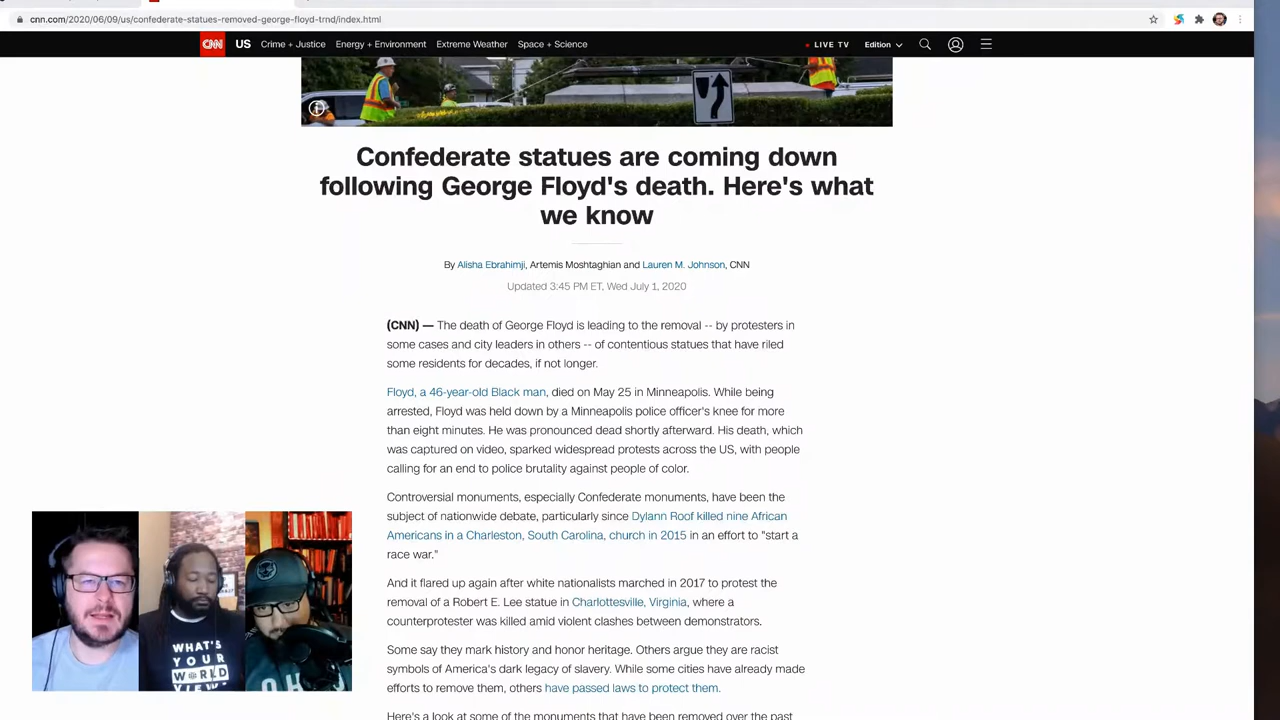 cnn.com/2020/06/09/us/confederate-statues-removed-george-floyd-trnd/index.html
CNN US Crime + Justice Energy + Environment Extreme Weather Space + Science LIVE TV Edition
Confederate statues are coming down
following George Floyd's death. Here's what
we know
By Alisha Ebrahimji, Artemis Moshtaghian and Lauren M. Johnson, CNN
Updated 3:45 PM ET, Wed July 1, 2020
(CNN) — The death of George Floyd is leading to the removal -- by protesters in
some cases and city leaders in others -- of contentious statues that have riled
some residents for decades, if not longer.
Floyd, a 46-year-old Black man, died on May 25 in Minneapolis. While being
arrested, Floyd was held down by a Minneapolis police officer's knee for more
than eight minutes. He was pronounced dead shortly afterward. His death, which
was captured on video, sparked widespread protests across the US, with people
calling for an end to police brutality against people of color.
Controversial monuments, especially Confederate monuments, have been the
subject of nationwide debate, particularly since Dylann Roof killed nine African
Americans in a Charleston, South Carolina, church in 2015 in an effort to "start a
race war."
And it flared up again after white nationalists marched in 2017 to protest the
removal of a Robert E. Lee statue in Charlottesville, Virginia, where a
counterprotester was killed amid violent clashes between demonstrators.
Some say they mark history and honor heritage. Others argue they are racist
symbols of America's dark legacy of slavery. While some cities have already made
efforts to remove them, others have passed laws to protect them.
Here's a look at some of the monuments that have been removed over the past
WHAT'S
YOUR
WORLD
VIEW
OH